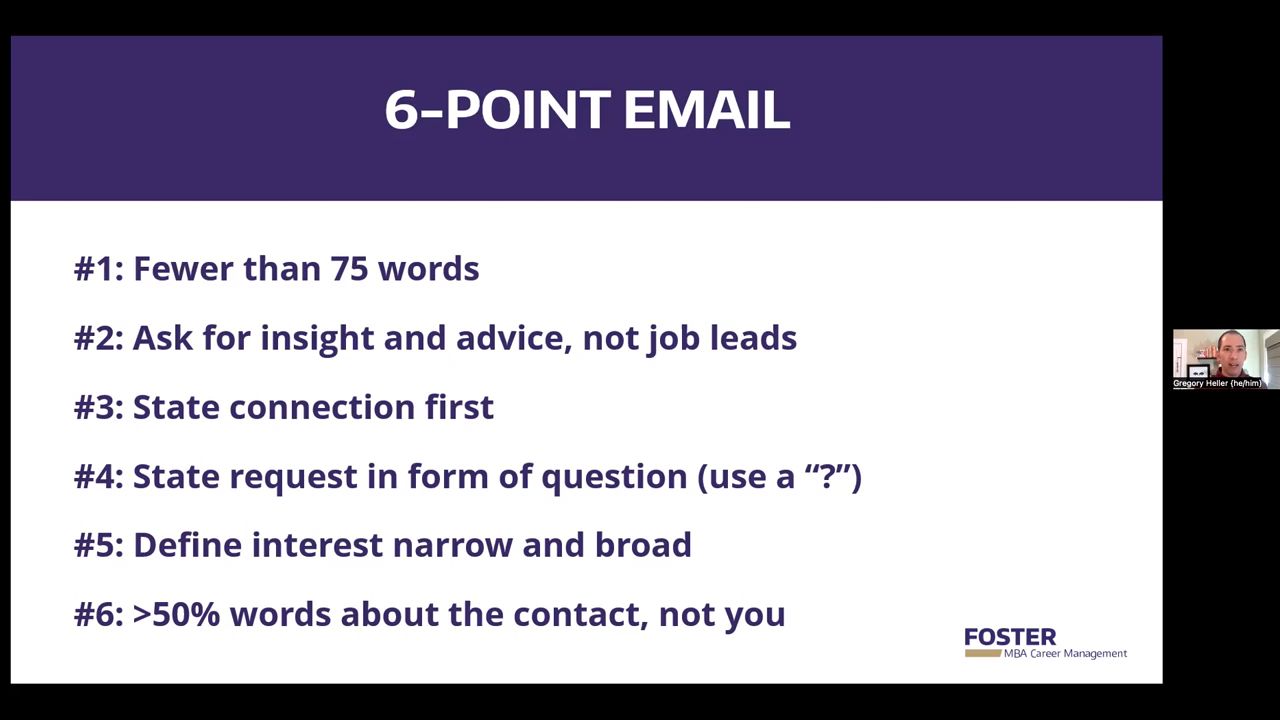 6-POINT EMAIL
#1: Fewer than 75 words
#2: Ask for insight and advice, not job leads
#3: State connection first
#4: State request in form of question (use a “?”)
#5: Define interest narrow and broad
#6: >50% words about the contact, not you
FOSTER
MBA Career Management
Gregory Heller (he/him)